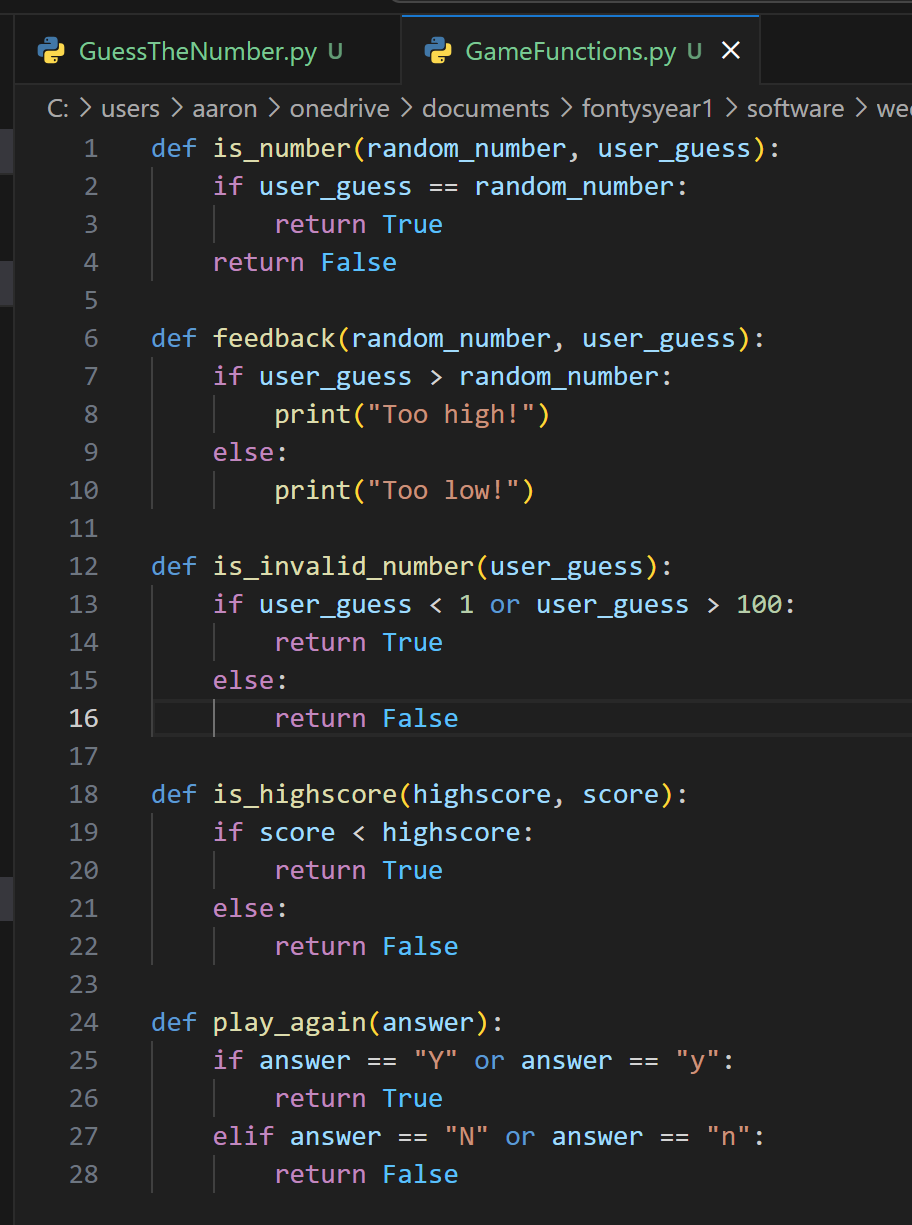 GuessTheNumber.py U GameFunctions.py U
C: > users > aaron > onedrive > documents > fontysyear1 > software >
1 def is_number(random_number, user_guess):
2     if user_guess == random_number:
3         return True
4     return False
5
6 def feedback(random_number, user_guess):
7     if user_guess > random_number:
8         print("Too high!")
9     else:
10         print("Too low!")
11
12 def is_invalid_number(user_guess):
13     if user_guess < 1 or user_guess > 100:
14         return True
15     else:
16         return False
17
18 def is_highscore(highscore, score):
19     if score < highscore:
20         return True
21     else:
22         return False
23
24 def play_again(answer):
25     if answer == "Y" or answer == "y":
26         return True
27     elif answer == "N" or answer == "n":
28         return False